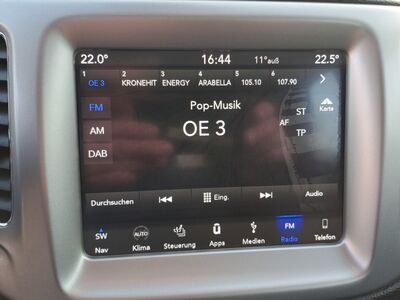 22.0° 16:44 11°auß 22.5°
1 2 3 4 5 6
OE 3 KRONEHIT ENERGY ARABELLA 105.10 107.90
FM
Pop-Musik
Karte
ST
AF
OE 3
AM
TP
DAB
Durchsuchen Eing. Audio
SW AUTO FM
Nav Klima Steuerung Apps Medien Radio Telefon